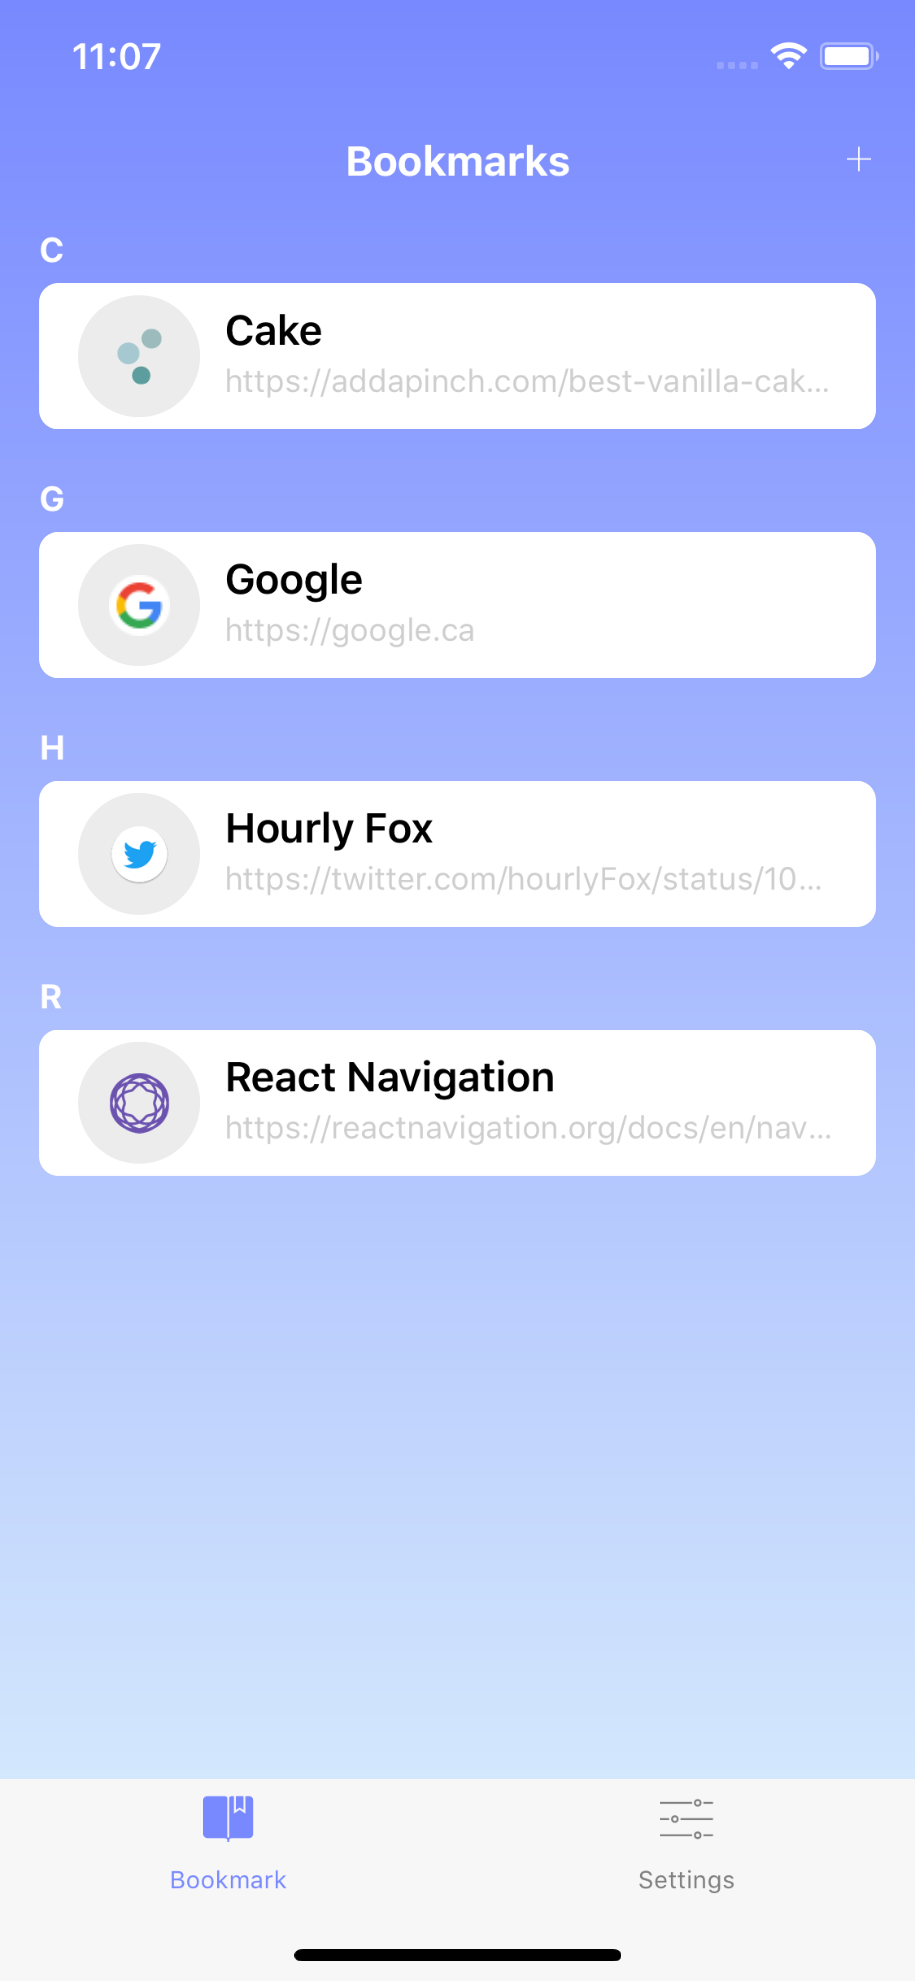 11:07
Bookmarks
C
Cake
https://addapinch.com/best-vanilla-cak...
G
Google
https://google.ca
H
Hourly Fox
https://twitter.com/hourlyFox/status/10...
R
React Navigation
https://reactnavigation.org/docs/en/nav...
Bookmark
Settings